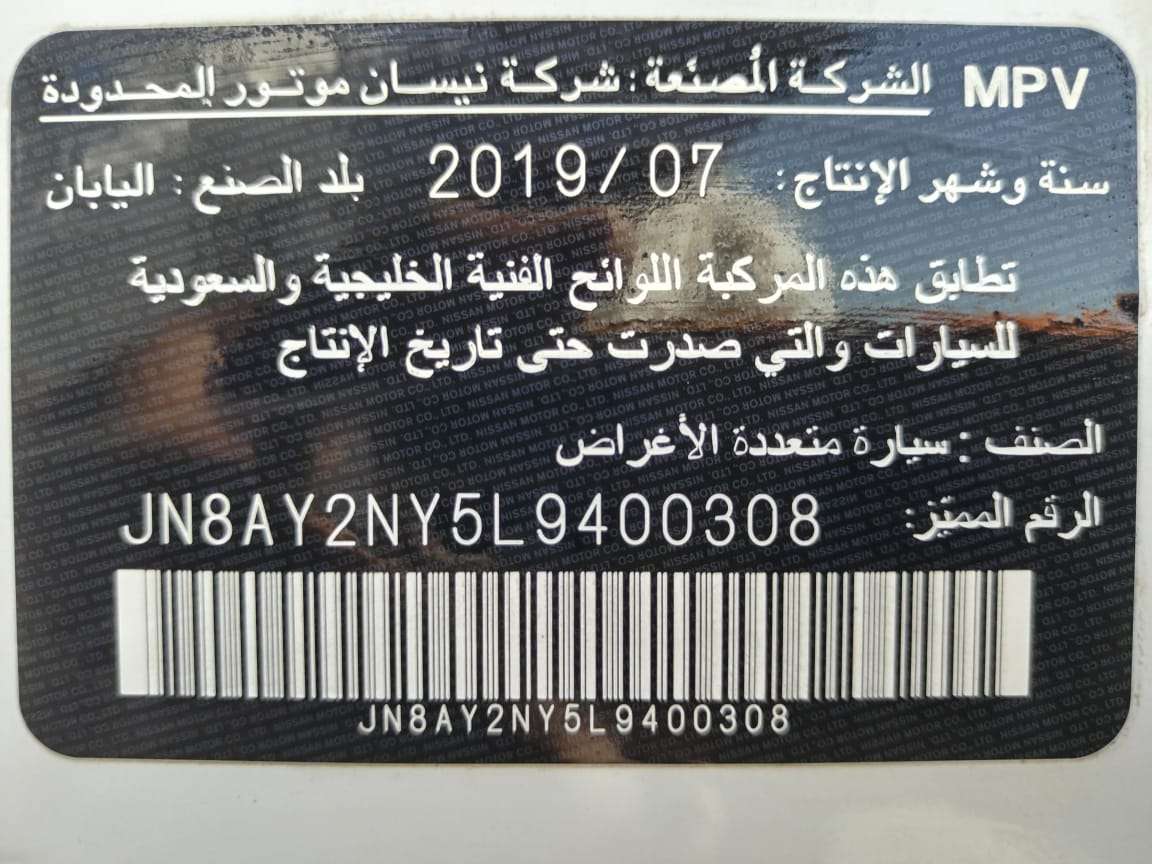 MPV الشركة المُصنّعة : شركة نيسان موتور المحدودة
سنة وشهر الإنتاج: 2019/07 بلد الصنع : اليابان
تطابق هذه المركبة اللوائح الفنية الخليجية والسعودية
للسيارات والتي صدرت حتى تاريخ الإنتاج
الصنف : سيارة متعددة الأغراض
الرقم المميّز: JN8AY2NY5L9400308
JN8AY2NY5L9400308